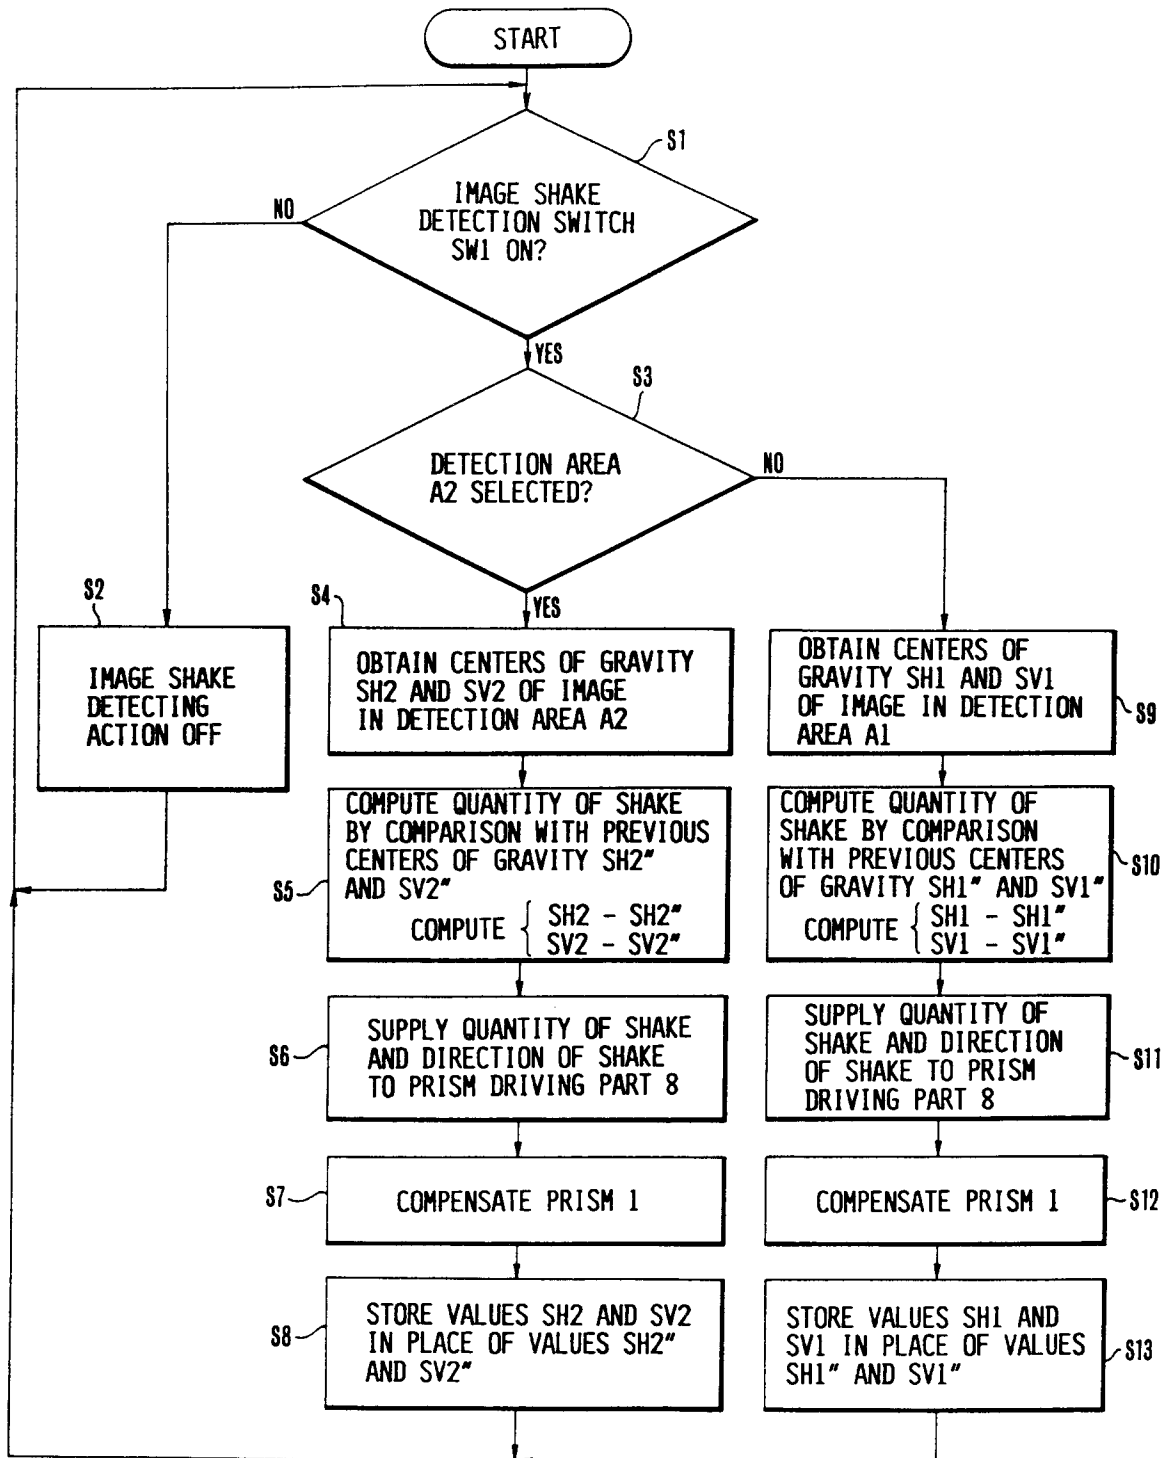 START
S1
IMAGE SHAKE
DETECTION SWITCH
SW1 ON?
NO
YES
S3
DETECTION AREA
A2 SELECTED?
NO
YES
S2
IMAGE SHAKE
DETECTING
ACTION OFF
S4
OBTAIN CENTERS OF GRAVITY
SH2 AND SV2 OF IMAGE
IN DETECTION AREA A2
OBTAIN CENTERS OF
GRAVITY SH1 AND SV1
OF IMAGE IN DETECTION
AREA A1
S9
COMPUTE QUANTITY OF SHAKE
BY COMPARISON WITH PREVIOUS
CENTERS OF GRAVITY SH2"
AND SV2"
COMPUTE { SH2 - SH2"
SV2 - SV2"
S5
COMPUTE QUANTITY OF
SHAKE BY COMPARISON
WITH PREVIOUS CENTERS
OF GRAVITY SH1" AND SV1"
COMPUTE { SH1 - SH1"
SV1 - SV1"
S10
S6
SUPPLY QUANTITY OF SHAKE
AND DIRECTION OF SHAKE
TO PRISM DRIVING PART 8
SUPPLY QUANTITY OF
SHAKE AND DIRECTION
OF SHAKE TO PRISM
DRIVING PART 8
S11
S7
COMPENSATE PRISM 1
COMPENSATE PRISM 1
S12
S8
STORE VALUES SH2 AND SV2
IN PLACE OF VALUES SH2"
AND SV2"
STORE VALUES SH1 AND
SV1 IN PLACE OF VALUES
SH1" AND SV1"
S13